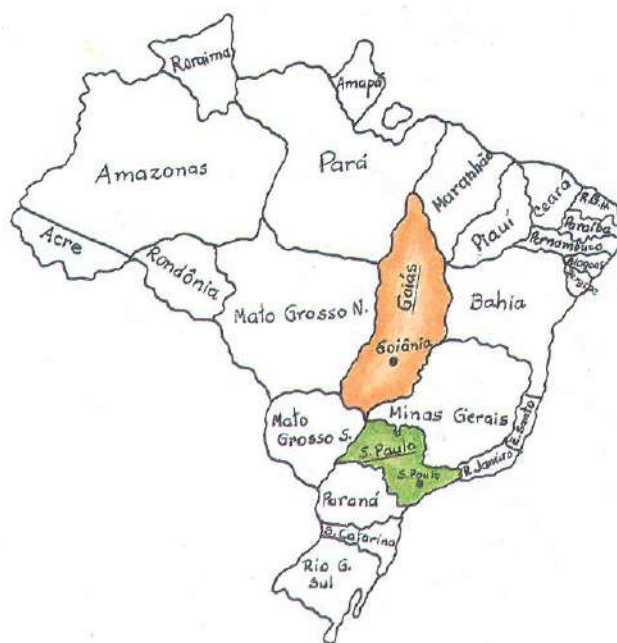 Roraima
Amapá
Amazonas
Pará
Maranhão
Ceará
R.G.N.
Piauí
Paraíba
Pernambuco
Alagoas
Acre
Rondônia
Goiás
Mato Grosso N.
Bahia
Goiânia
Mato
Grosso S.
Minas Gerais
E. Santo
S. Paulo
R. Janeiro
S. Paulo
Paraná
S. Catarina
Rio G.
Sul